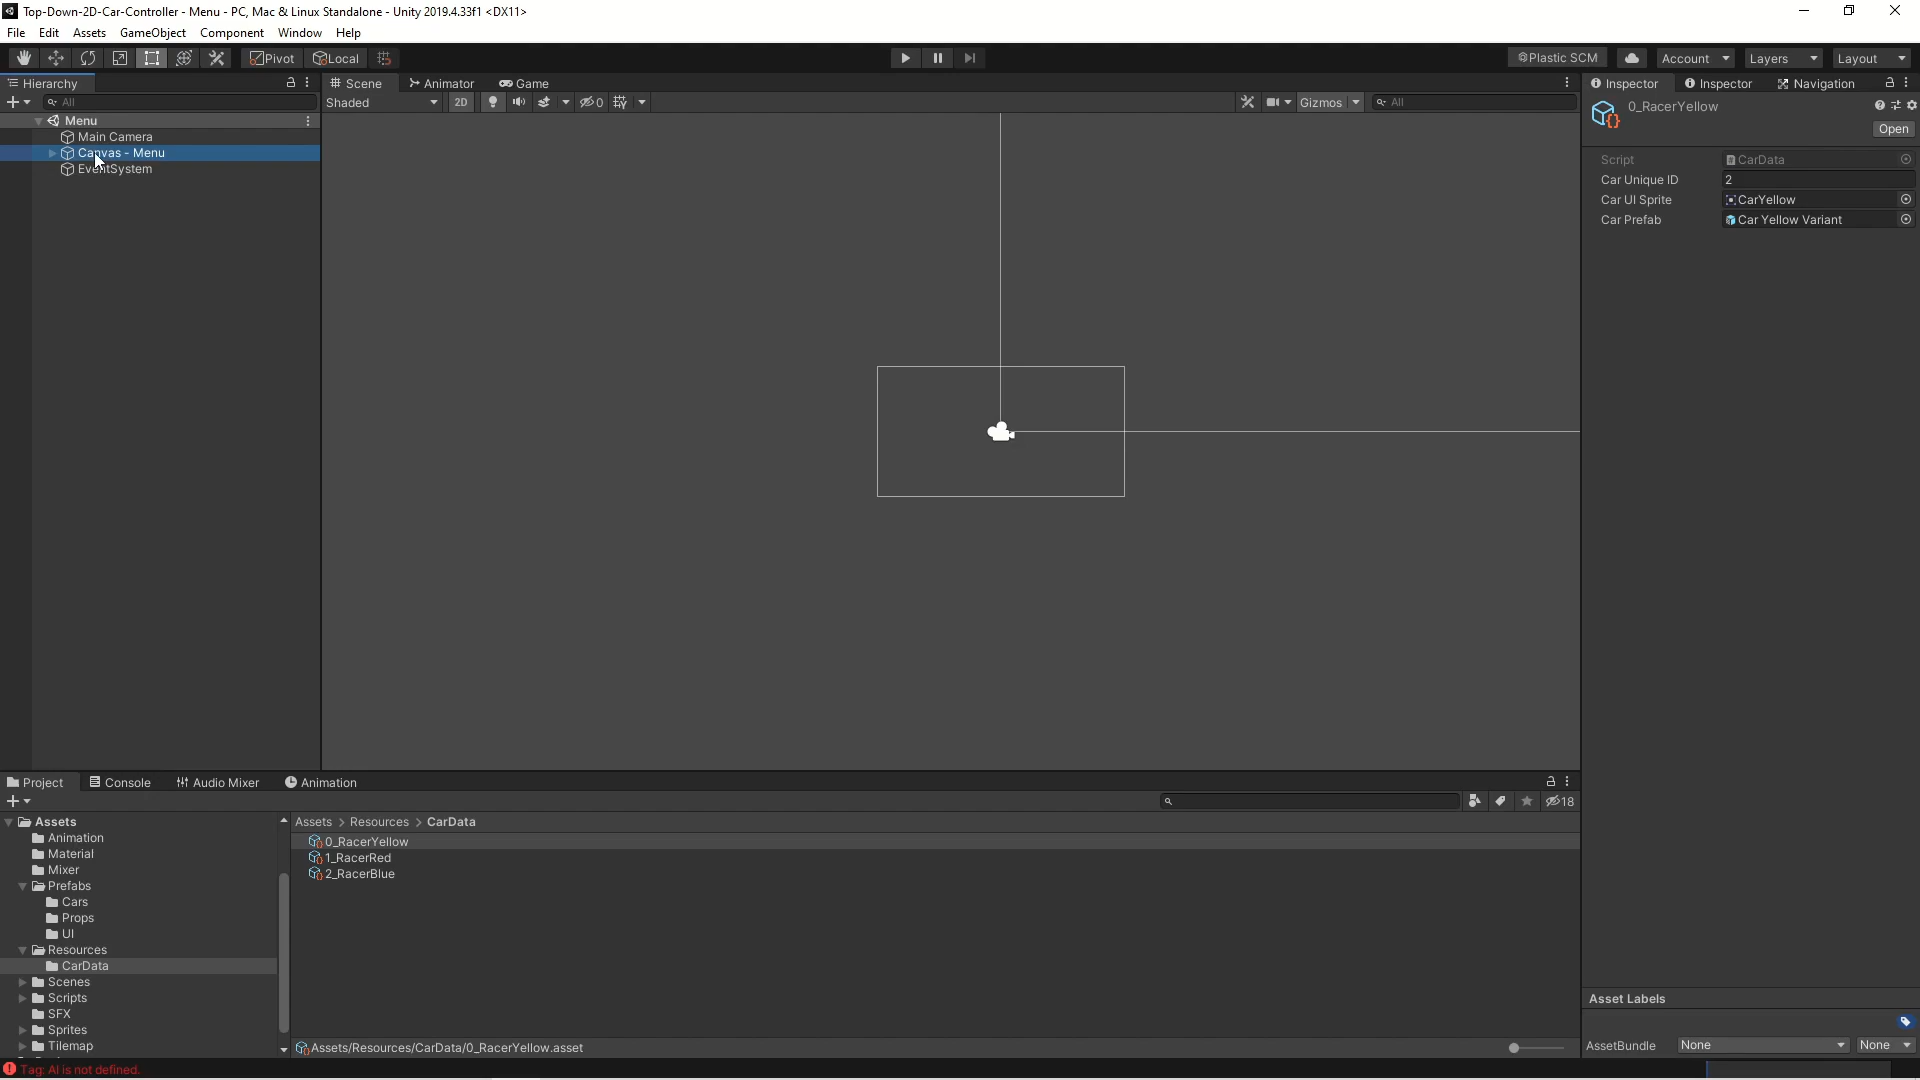 Top-Down-2D-Car-Controller - Menu - PC, Mac & Linux Standalone - Unity 2019.4.33f1 <DX11>
File Edit Assets GameObject Component Window Help
Pivot Local Plastic SCM Account Layers Layout
Hierarchy Scene Animator Game Inspector Inspector Navigation
All Shaded 2D 0 Gizmos All
0_RacerYellow
Open
Menu
Main Camera
Canvas - Menu
EventSystem
Script CarData
Car Unique ID 2
Car UI Sprite CarYellow
Car Prefab Car Yellow Variant
Project Console Audio Mixer Animation
18
Assets
Animation
Material
Mixer
Prefabs
Cars
Props
UI
Resources
CarData
Scenes
Scripts
SFX
Sprites
Tilemap
Assets > Resources > CarData
0_RacerYellow
1_RacerRed
2_RacerBlue
Assets/Resources/CarData/0_RacerYellow.asset
Asset Labels
AssetBundle None None
Tag: AI is not defined.